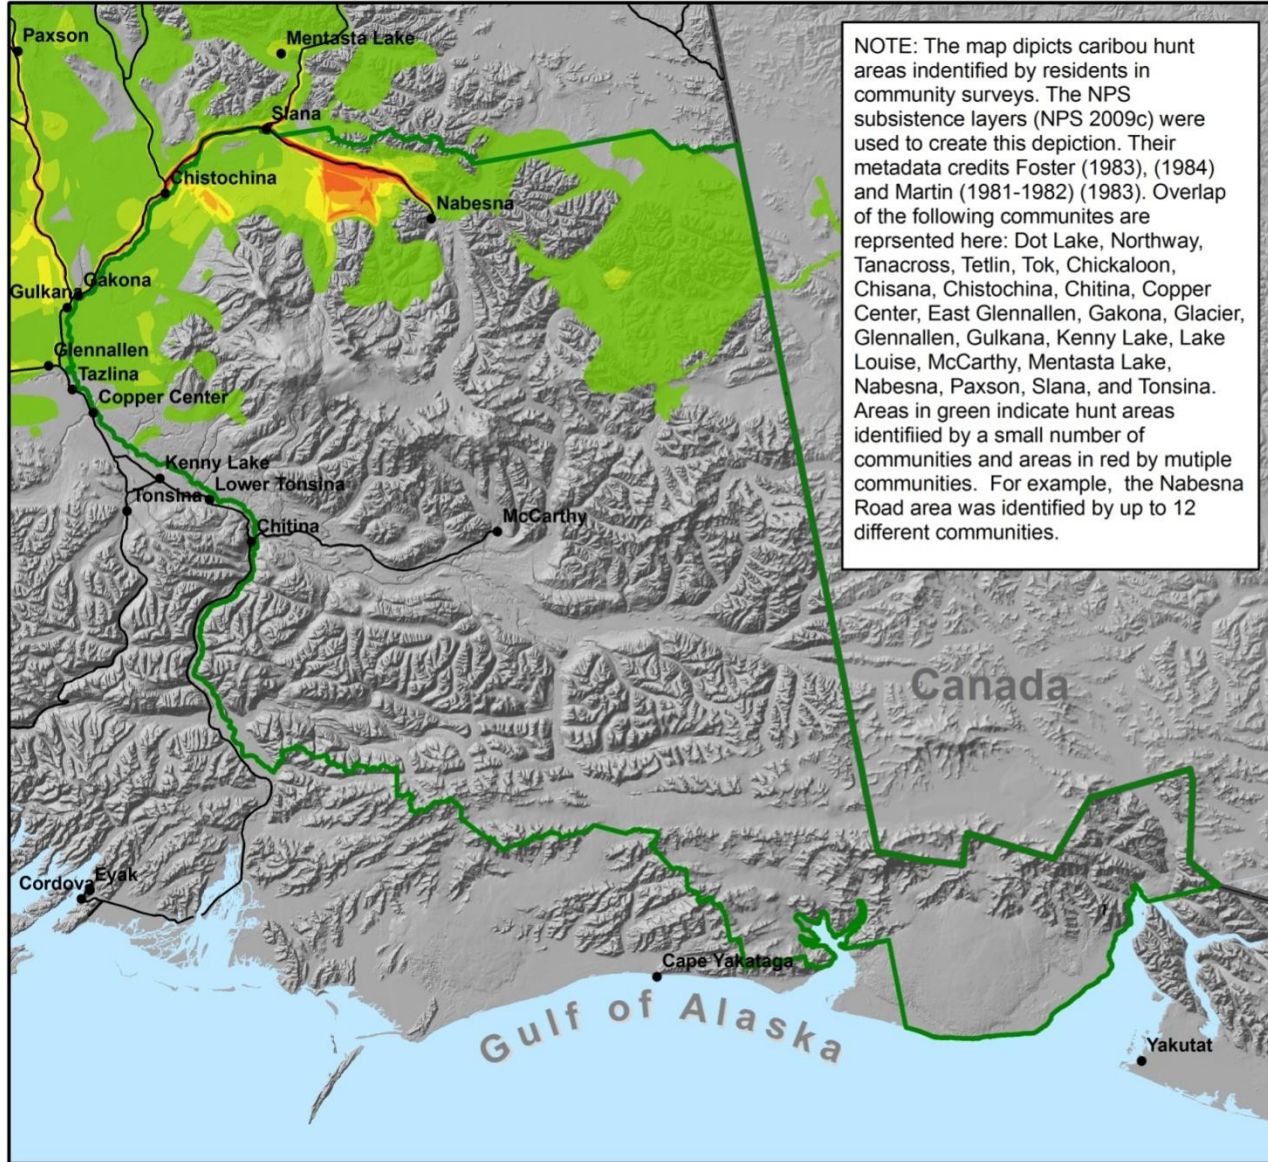 Paxson
Mentasta Lake
Slana
Chistochina
Nabesna
Gakona
Gulkana
Glennallen
Tazlina
Copper Center
Kenny Lake
Lower Tonsina
Tonsina
Chitina
McCarthy
NOTE: The map dipicts caribou hunt
areas indentified by residents in
community surveys. The NPS
subsistence layers (NPS 2009c) were
used to create this depiction. Their
metadata credits Foster (1983), (1984)
and Martin (1981-1982) (1983). Overlap
of the following communites are
reprsented here: Dot Lake, Northway,
Tanacross, Tetlin, Tok, Chickaloon,
Chisana, Chistochina, Chitina, Copper
Center, East Glennallen, Gakona, Glacier,
Glennallen, Gulkana, Kenny Lake, Lake
Louise, McCarthy, Mentasta Lake,
Nabesna, Paxson, Slana, and Tonsina.
Areas in green indicate hunt areas
identifiied by a small number of
communities and areas in red by mutiple
communities.  For example,  the Nabesna
Road area was identified by up to 12
different communities.
Canada
Eyak
Cordova
Cape Yakataga
Gulf of Alaska
Yakutat